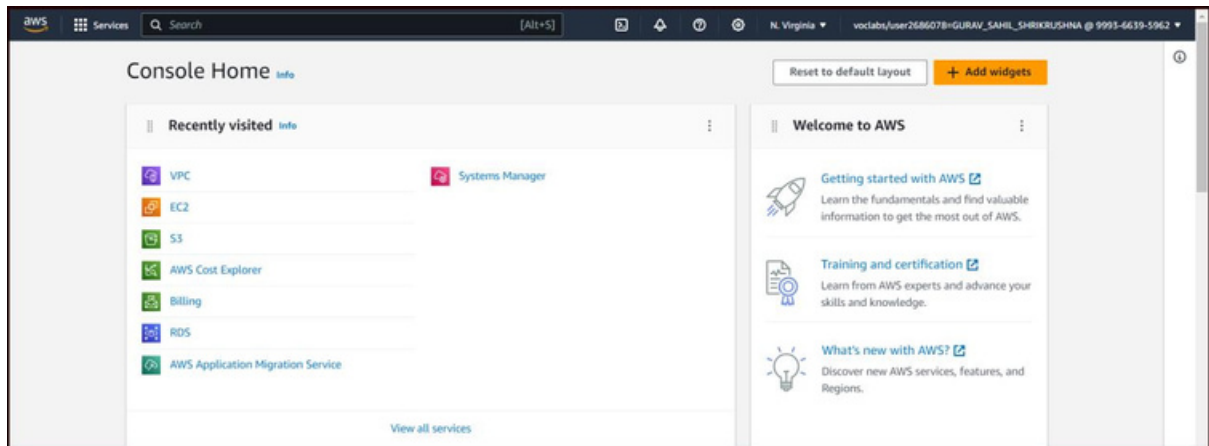 aws Services Search [Alt+S] N. Virginia voclabs/user2686078=GURAV_SAHIL_SHRIKRUSHNA @ 9993-6639-5962
Console Home Info
Reset to default layout
+ Add widgets
Recently visited Info
VPC
EC2
S3
AWS Cost Explorer
Billing
RDS
AWS Application Migration Service
Systems Manager
View all services
Welcome to AWS
Getting started with AWS
Learn the fundamentals and find valuable
information to get the most out of AWS.
Training and certification
Learn from AWS experts and advance your
skills and knowledge.
What's new with AWS?
Discover new AWS services, features, and
Regions.